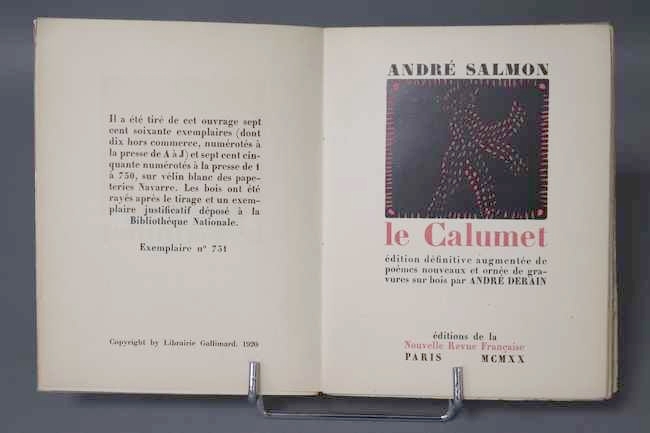 Il a été tiré de cet ouvrage sept
cent soixante exemplaires (dont
dix hors commerce, numérotés à
la presse de A à J) et sept cent cin-
quante numérotés à la presse de 1
à 750, sur vélin blanc des pape-
teries Navarre. Les bois ont été
rayés après le tirage et un exem-
plaire justificatif déposé à la
Bibliothéque Nationale.
Exemplaire nº 731
Copyright by Librairie Gallimard. 1920
ANDRÉ SALMON
le Calumet
édition définitive augmentée de
poèmes nouveaux et ornée de gra-
vures sur bois par ANDRÉ DERAIN
éditions de la
Nouvelle Revue Française
PARIS MCMXX